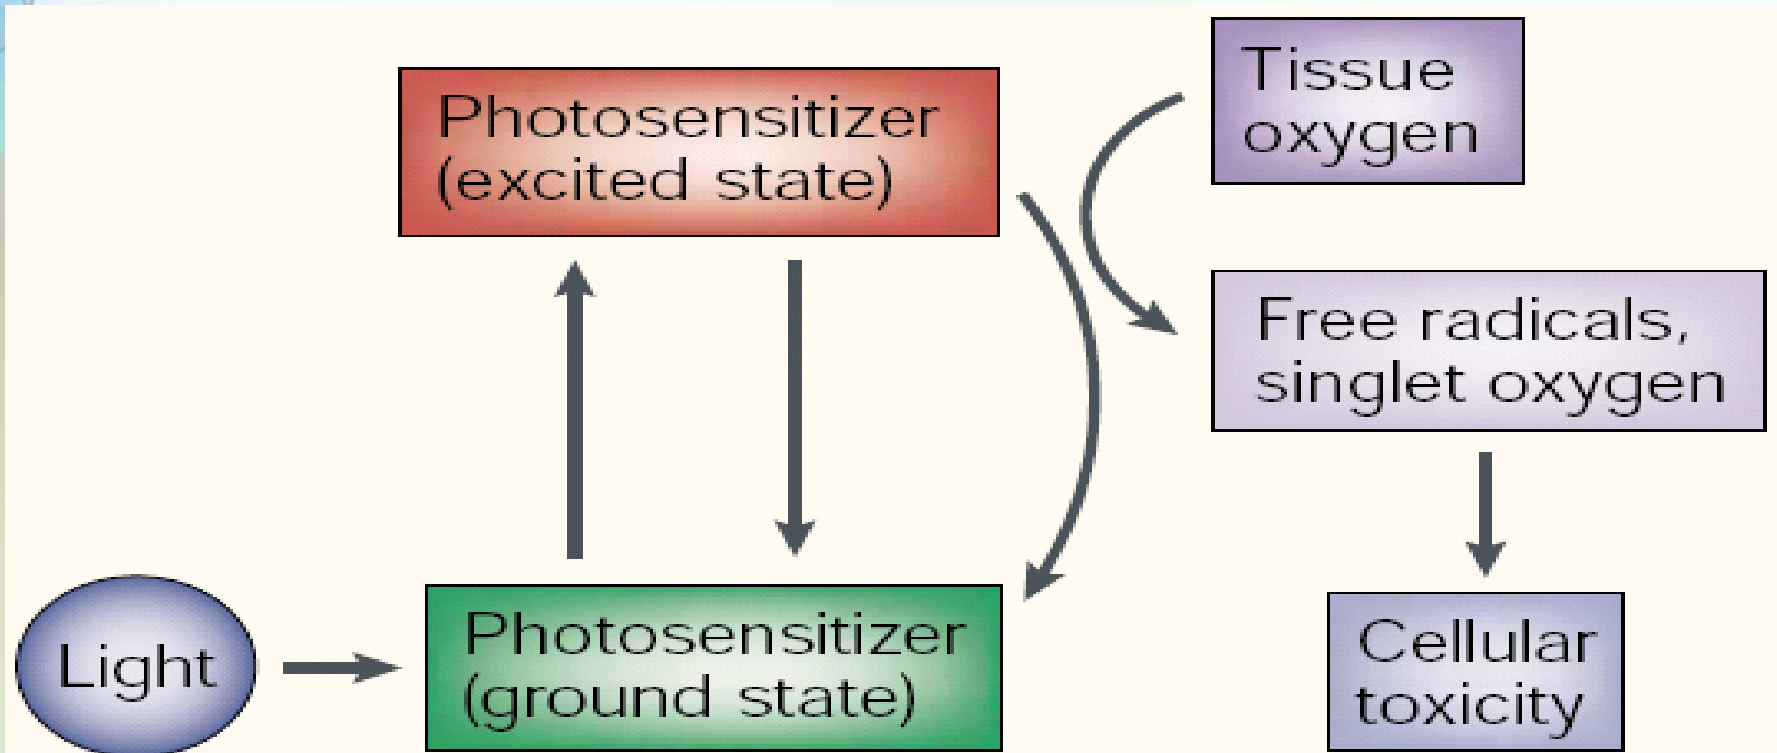 Photosensitizer
(excited state)
Tissue
oxygen
Free radicals,
singlet oxygen
Light
Photosensitizer
(ground state)
Cellular
toxicity